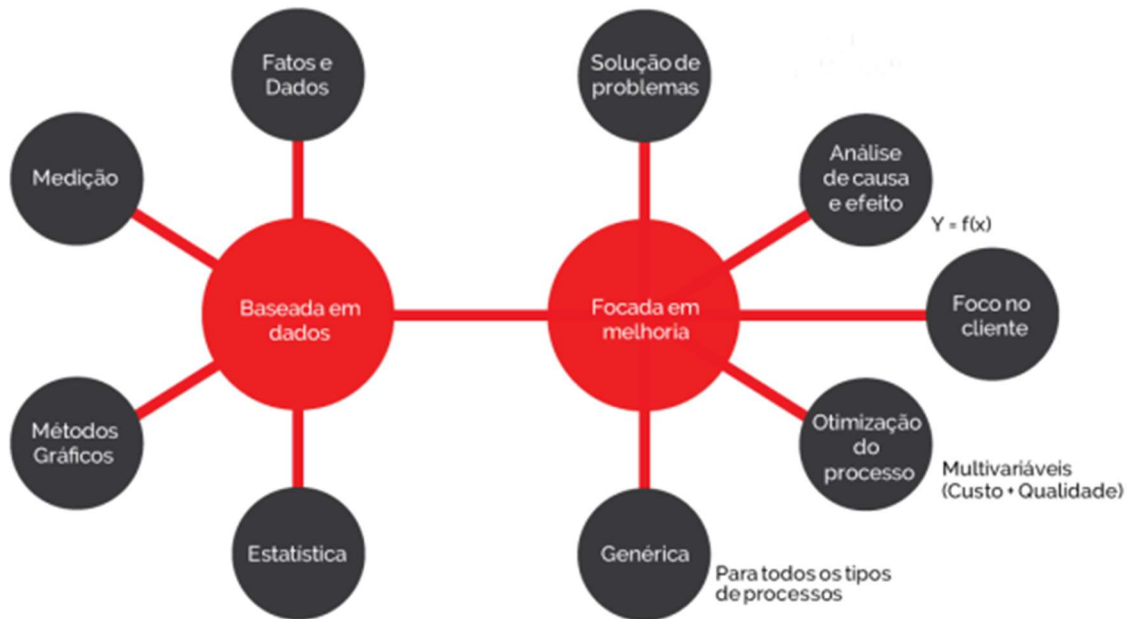 Fatos e
Dados
Medição
Baseada em
dados
Métodos
Gráficos
Estatística
Solução de
problemas
Análise
de causa
e efeito
Y = f(x)
Focada em
melhoria
Foco no
cliente
Otimização
do
processo
Multivariáveis
(Custo + Qualidade)
Genérica
Para todos os tipos
de processos